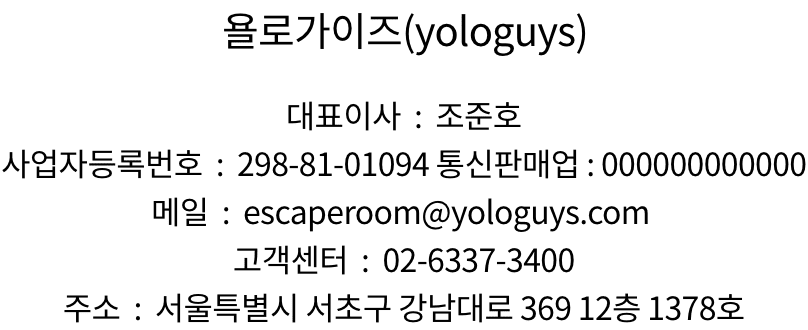 욜로가이즈(yologuys)
대표이사 : 조준호
사업자등록번호 : 298-81-01094 통신판매업 : 000000000000
메일 : escaperoom@yologuys.com
고객센터 : 02-6337-3400
주소 : 서울특별시 서초구 강남대로 369 12층 1378호